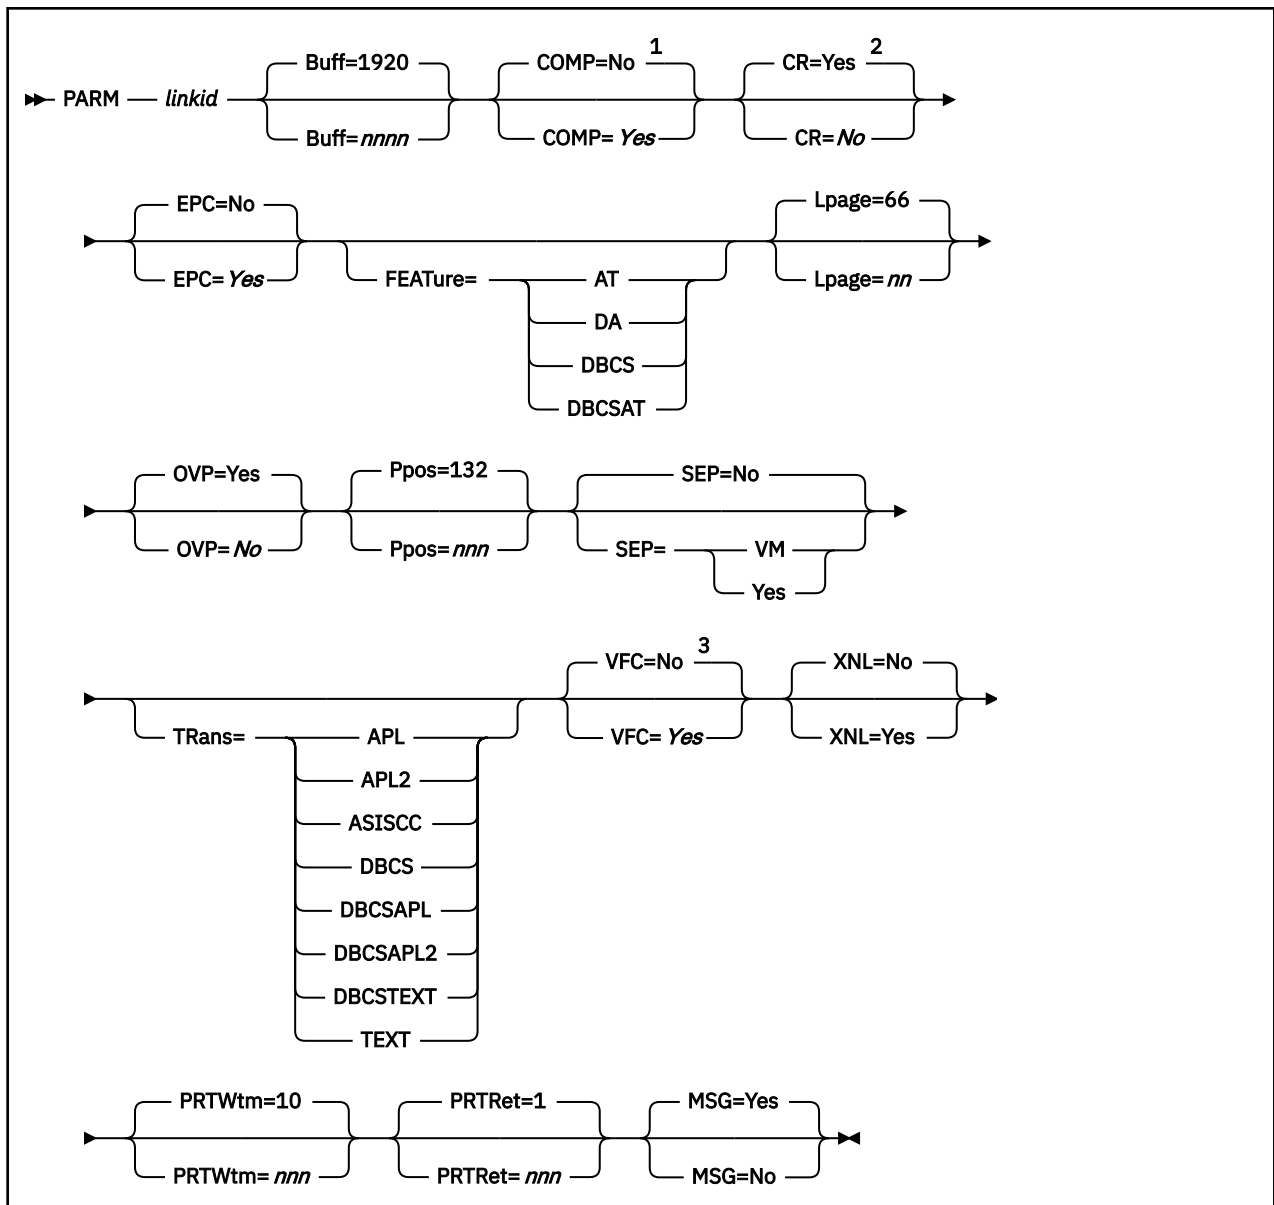 1 2
Buff=1920 COMP=No CR=Yes
PARM linkid
Buff=nnnn COMP=Yes CR=No
EPC=No Lpage=66
EPC=Yes FEATure= AT Lpage=nn
DA
DBCS
DBCSAT
OVP=Yes Ppos=132 SEP=No
OVP=No Ppos=nnn SEP= VM
Yes
3
VFC=No XNL=No
TRans= APL VFC=Yes XNL=Yes
APL2
ASISCC
DBCS
DBCSAPL
DBCSAPL2
DBCSTEXT
TEXT
PRTWtm=10 PRTRet=1 MSG=Yes
PRTWtm=nnn PRTRet=nnn MSG=No